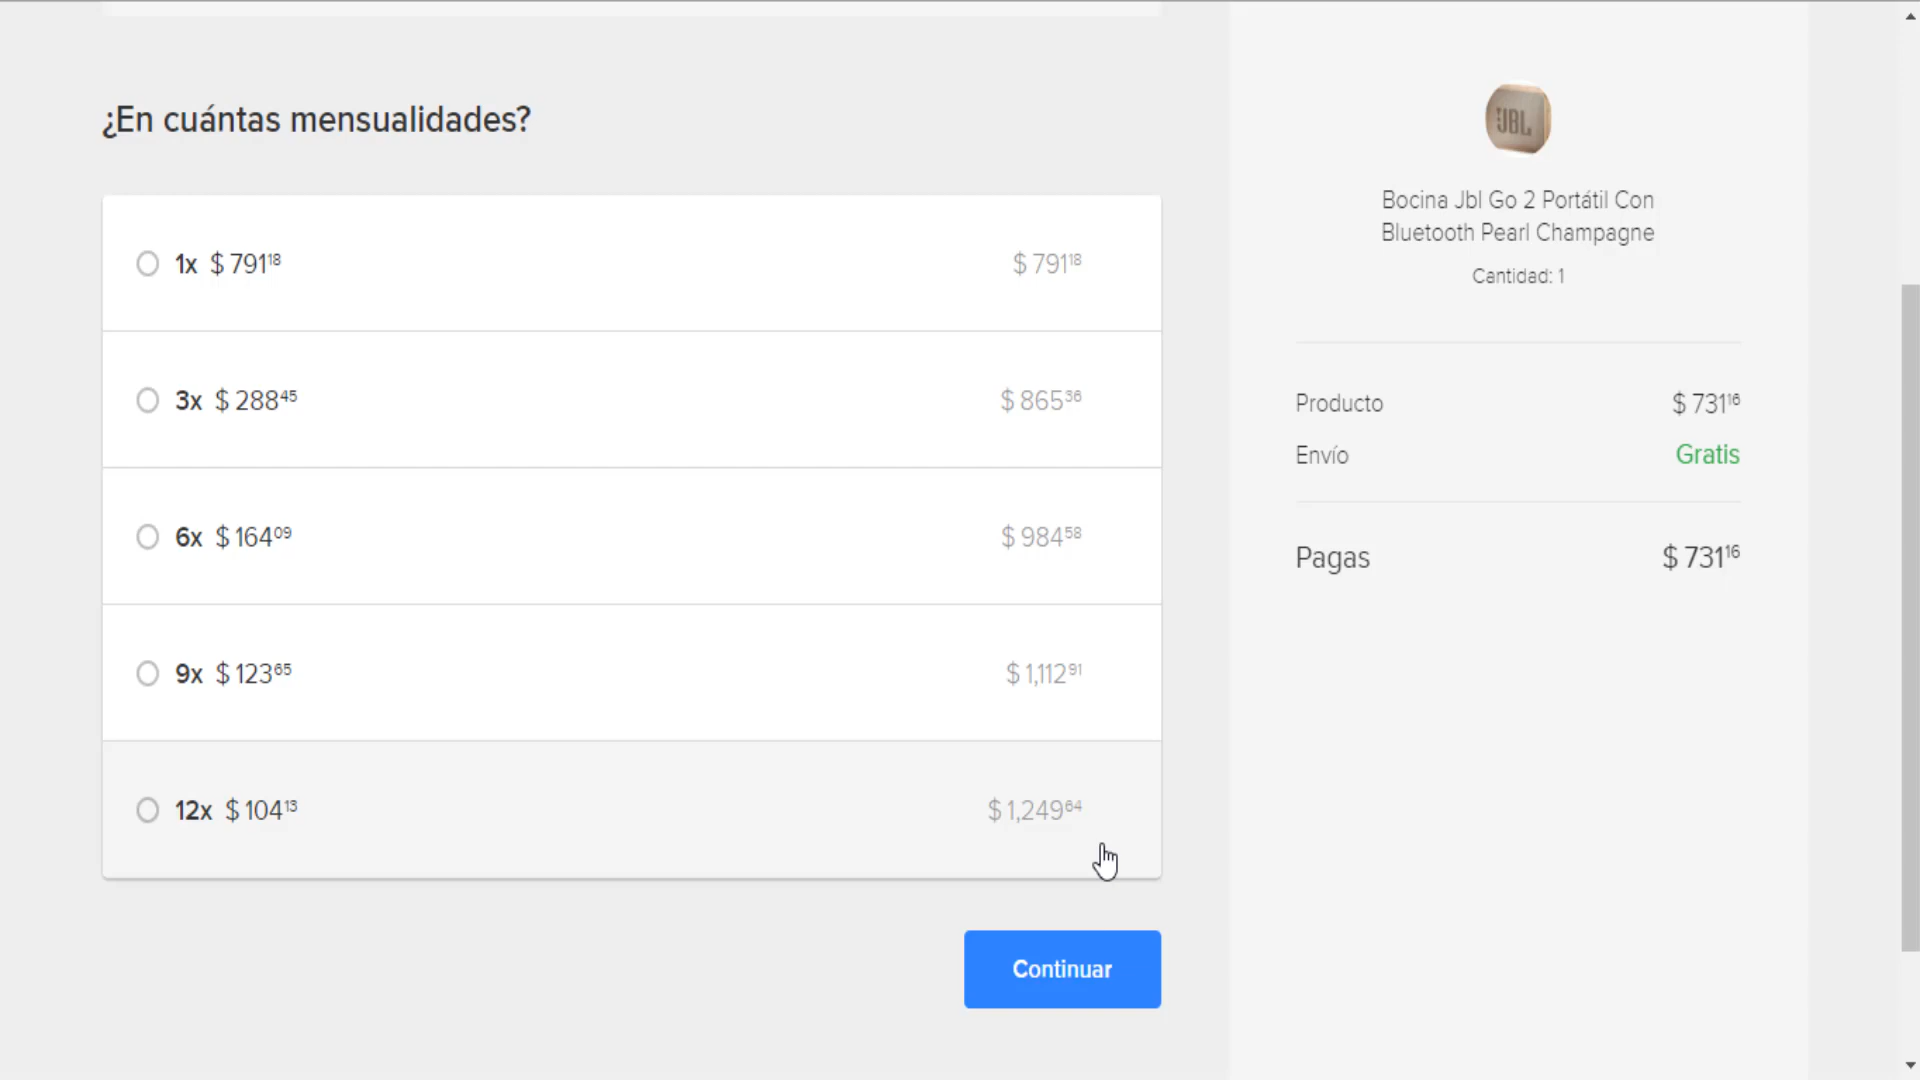 ¿En cuántas mensualidades?
1x $ 791¹⁸ $ 791¹⁸
3x $ 288⁴⁵ $ 865³⁶
6x $ 164⁰⁹ $ 984⁵⁸
9x $ 123⁶⁵ $ 1,112⁹¹
12x $ 104¹³ $ 1,249⁶⁴
Continuar
JBL
Bocina Jbl Go 2 Portátil Con
Bluetooth Pearl Champagne
Cantidad: 1
Producto $ 731¹⁶
Envío Gratis
Pagas $ 731¹⁶